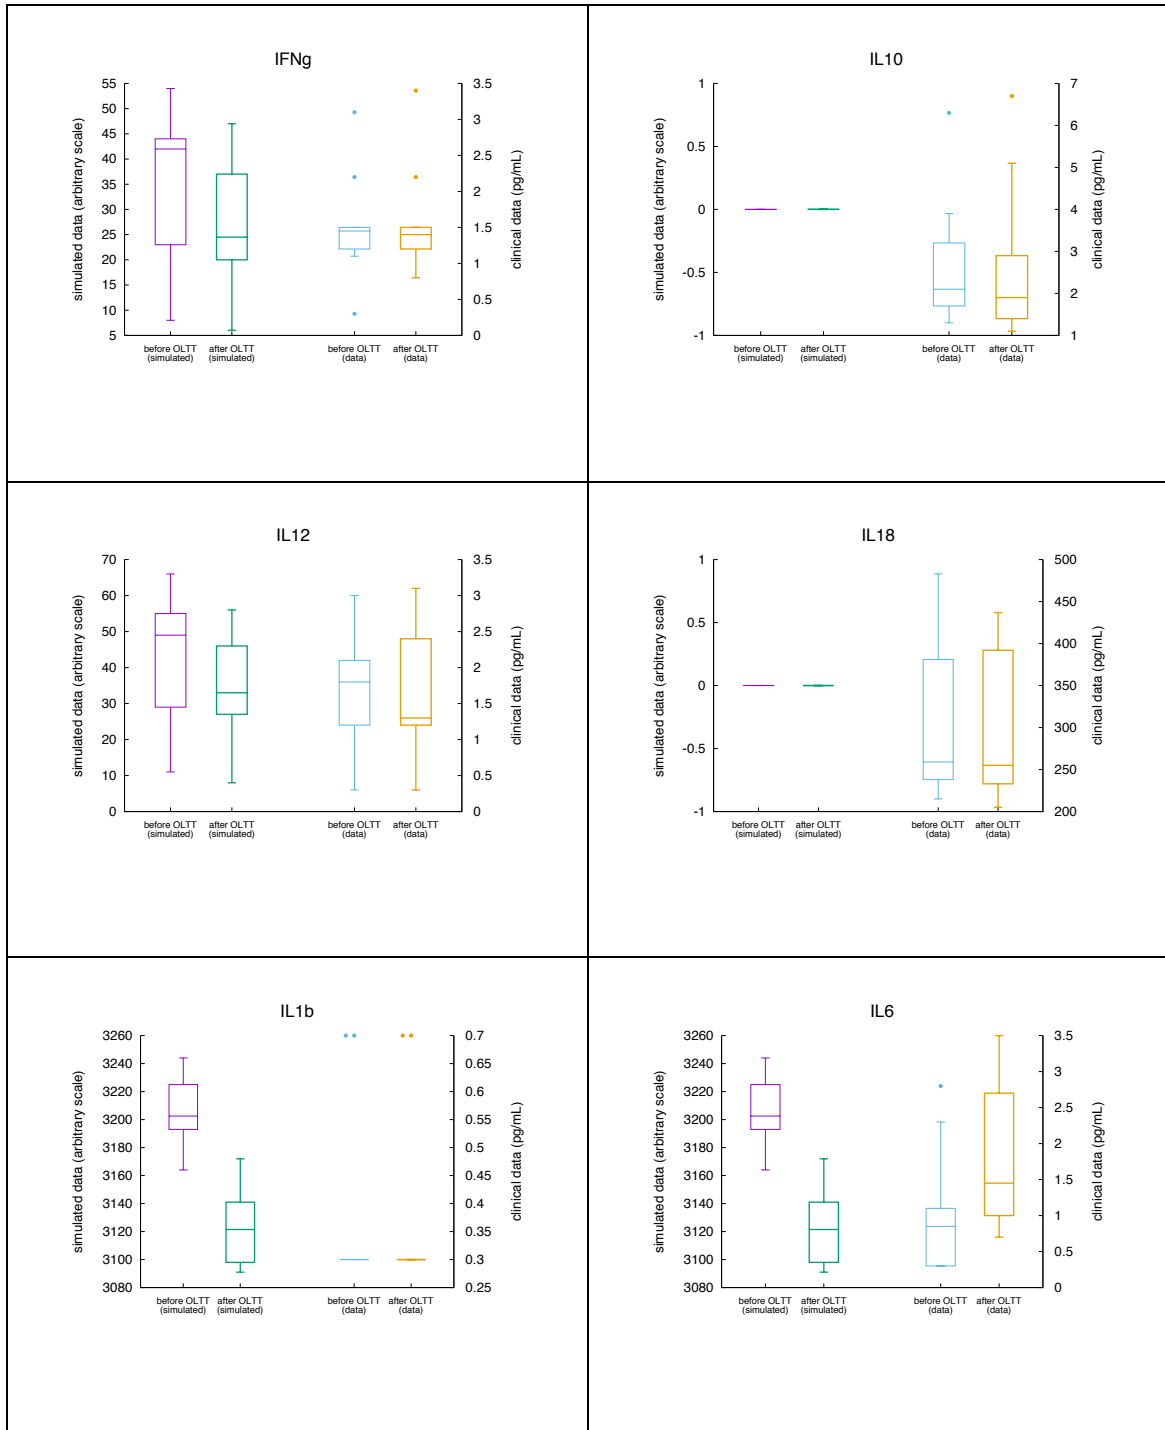 IFNg
simulated data (arbitrary scale)
55
50
45
40
35
30
25
20
15
10
5
3.5
3
2.5
2
1.5
1
0.5
0
clinical data (pg/mL)
before OLTT
(simulated)
after OLTT
(simulated)
before OLTT
(data)
after OLTT
(data)
IL10
simulated data (arbitrary scale)
1
0.5
0
-0.5
-1
7
6
5
4
3
2
1
clinical data (pg/mL)
before OLTT
(simulated)
after OLTT
(simulated)
before OLTT
(data)
after OLTT
(data)
IL12
simulated data (arbitrary scale)
70
60
50
40
30
20
10
0
3.5
3
2.5
2
1.5
1
0.5
0
clinical data (pg/mL)
before OLTT
(simulated)
after OLTT
(simulated)
before OLTT
(data)
after OLTT
(data)
IL18
simulated data (arbitrary scale)
1
0.5
0
-0.5
-1
500
450
400
350
300
250
200
clinical data (pg/mL)
before OLTT
(simulated)
after OLTT
(simulated)
before OLTT
(data)
after OLTT
(data)
IL1b
simulated data (arbitrary scale)
3260
3240
3220
3200
3180
3160
3140
3120
3100
3080
0.7
0.65
0.6
0.55
0.5
0.45
0.4
0.35
0.3
0.25
clinical data (pg/mL)
before OLTT
(simulated)
after OLTT
(simulated)
before OLTT
(data)
after OLTT
(data)
IL6
simulated data (arbitrary scale)
3260
3240
3220
3200
3180
3160
3140
3120
3100
3080
3.5
3
2.5
2
1.5
1
0.5
0
clinical data (pg/mL)
before OLTT
(simulated)
after OLTT
(simulated)
before OLTT
(data)
after OLTT
(data)